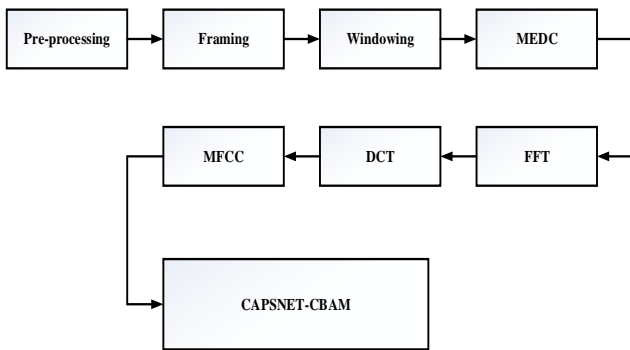 Pre-processing
Framing
Windowing
MEDC
FFT
DCT
MFCC
CAPSNET-CBAM